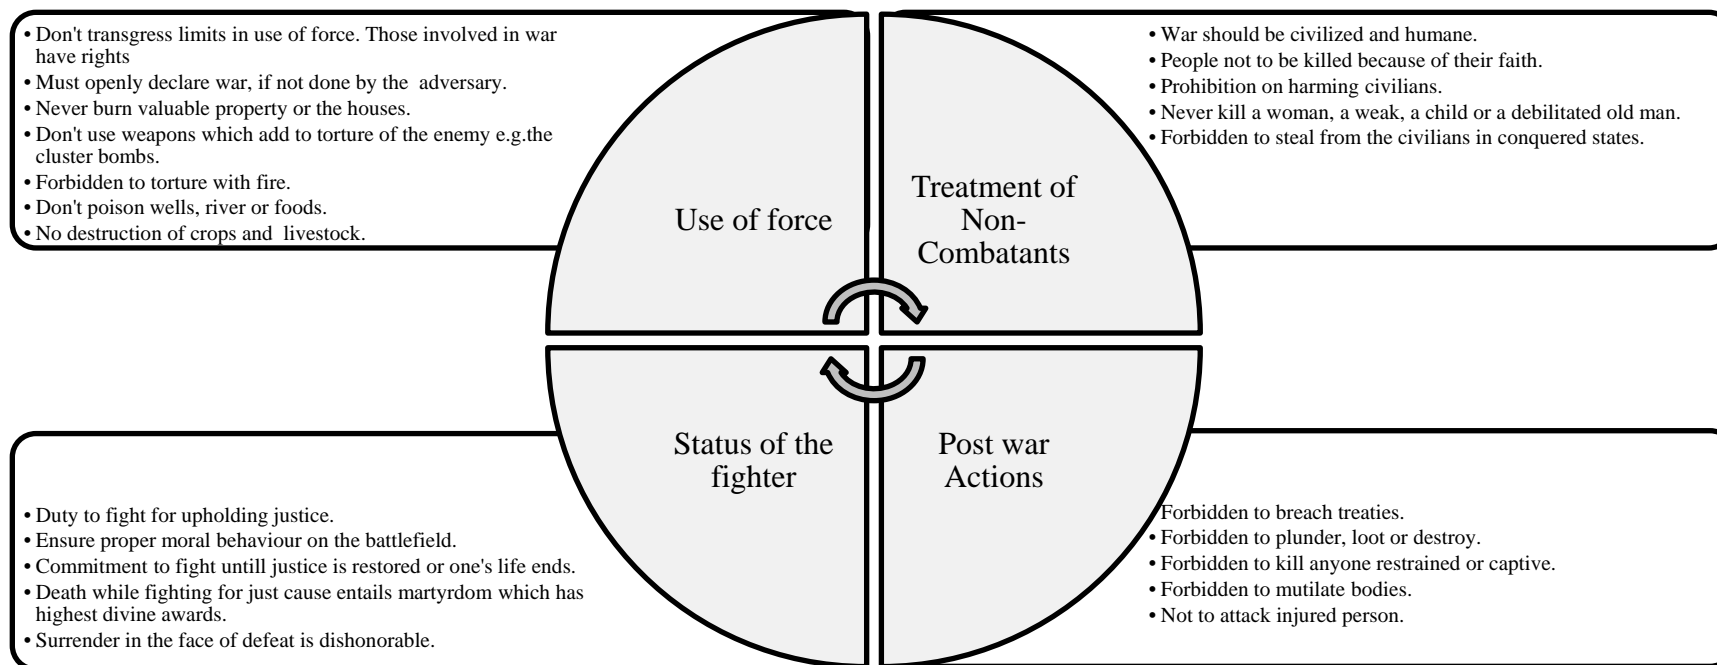 • Don't transgress limits in use of force. Those involved in war
have rights
• Must openly declare war, if not done by the  adversary.
• Never burn valuable property or the houses.
• Don't use weapons which add to torture of the enemy e.g.the
cluster bombs.
• Forbidden to torture with fire.
• Don't poison wells, river or foods.
• No destruction of crops and  livestock.
Use of force
• War should be civilized and humane.
• People not to be killed because of their faith.
• Prohibition on harming civilians.
• Never kill a woman, a weak, a child or a debilitated old man.
• Forbidden to steal from the civilians in conquered states.
Treatment of
Non-
Combatants
Status of the
fighter
• Duty to fight for upholding justice.
• Ensure proper moral behaviour on the battlefield.
• Commitment to fight untill justice is restored or one's life ends.
• Death while fighting for just cause entails martyrdom which has
highest divine awards.
• Surrender in the face of defeat is dishonorable.
Post war
Actions
Forbidden to breach treaties.
• Forbidden to plunder, loot or destroy.
• Forbidden to kill anyone restrained or captive.
• Forbidden to mutilate bodies.
• Not to attack injured person.